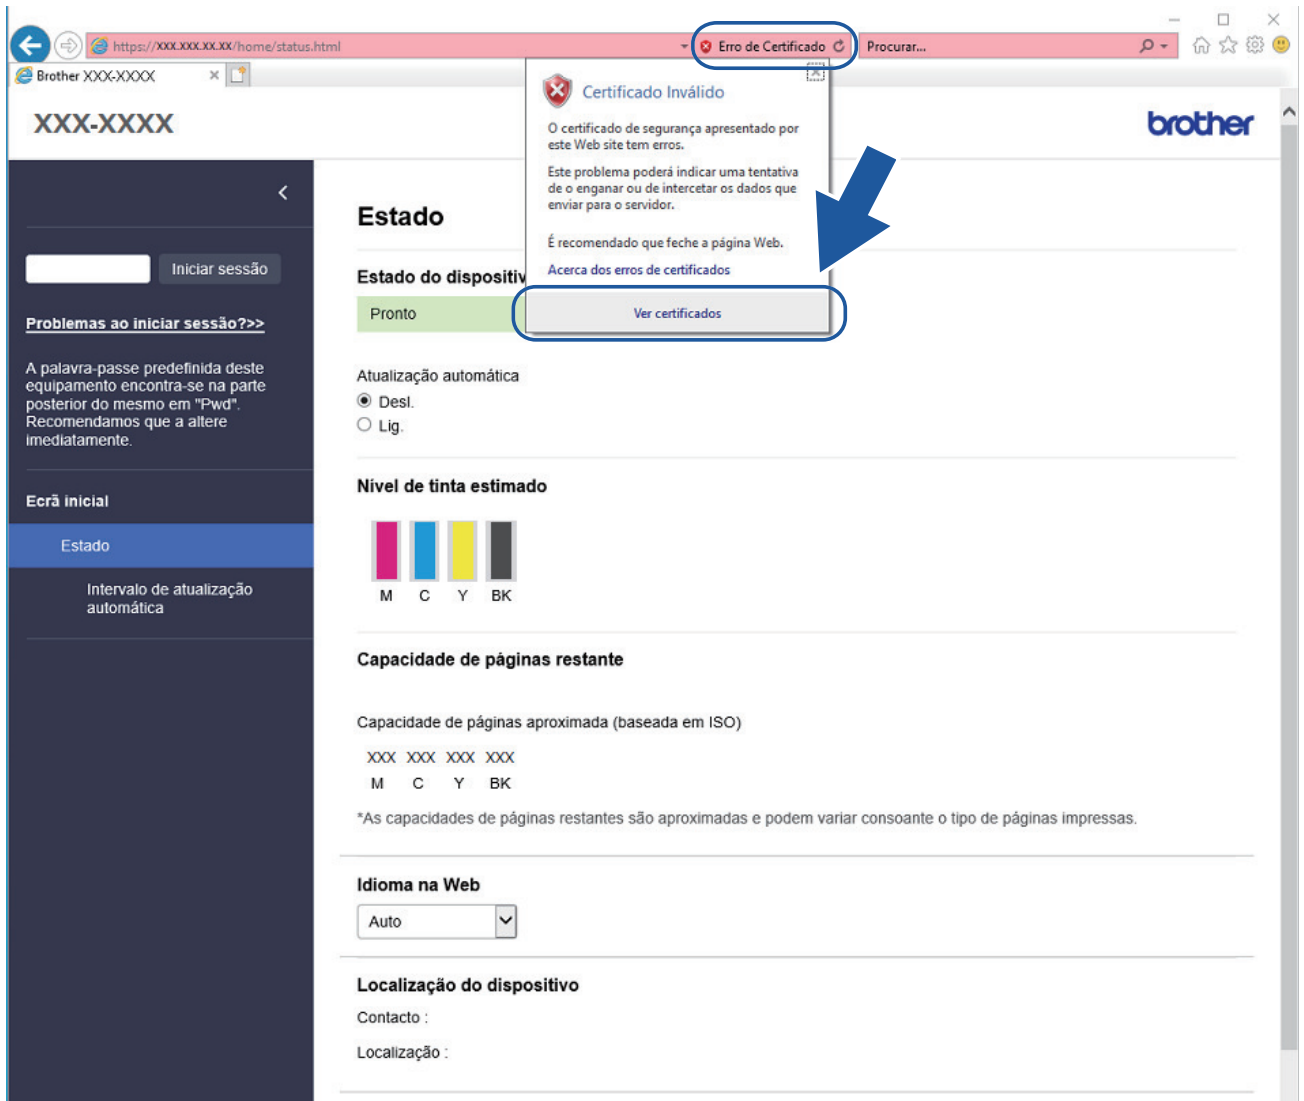 https://XXX.XXX.XX.XX/home/status.html
Erro de Certificado
Procurar...
Brother XXX-XXXX
XXX-XXXX
brother
Certificado Inválido
O certificado de segurança apresentado por
este Web site tem erros.
Este problema poderá indicar uma tentativa
de o enganar ou de intercetar os dados que
enviar para o servidor.
É recomendado que feche a página Web.
Acerca dos erros de certificados
Ver certificados
Iniciar sessão
Problemas ao iniciar sessão?>>
A palavra-passe predefinida deste
equipamento encontra-se na parte
posterior do mesmo em "Pwd".
Recomendamos que a altere
imediatamente.
Ecrã inicial
Estado
Intervalo de atualização
automática
Estado
Estado do dispositiv
Pronto
Atualização automática
Desl.
Lig.
Nível de tinta estimado
M C Y BK
Capacidade de páginas restante
Capacidade de páginas aproximada (baseada em ISO)
XXX XXX XXX XXX
M C Y BK
*As capacidades de páginas restantes são aproximadas e podem variar consoante o tipo de páginas impressas.
Idioma na Web
Auto
Localização do dispositivo
Contacto :
Localização :